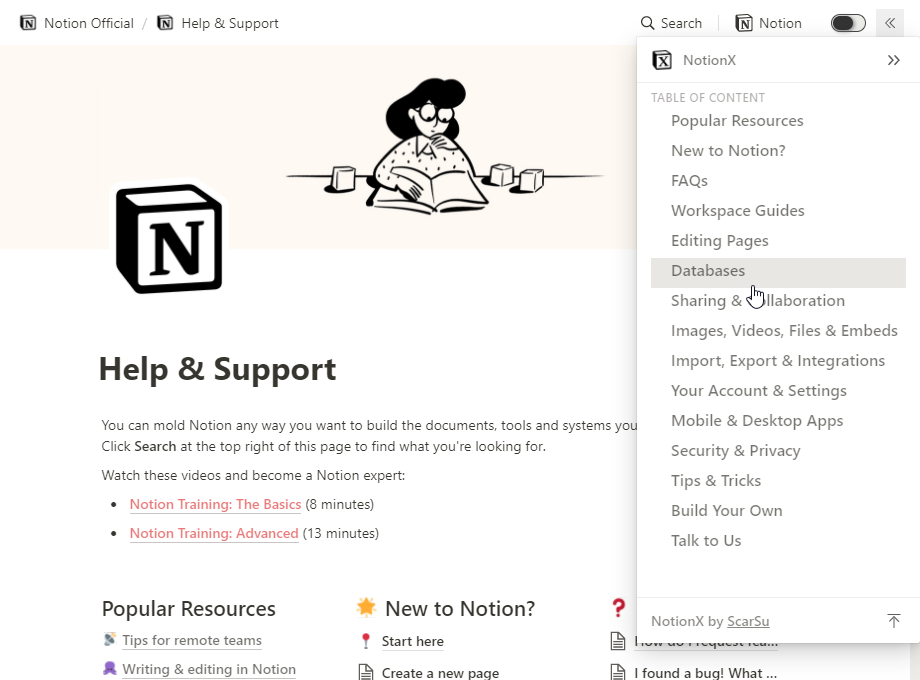 Notion Official / Help & Support
Search
Notion
NotionX
TABLE OF CONTENT
Popular Resources
New to Notion?
FAQs
Workspace Guides
Editing Pages
Databases
Sharing & llaboration
Images, Videos, Files & Embeds
Import, Export & Integrations
Your Account & Settings
Mobile & Desktop Apps
Security & Privacy
Tips & Tricks
Build Your Own
Talk to Us
NotionX by ScarSu
N
Help & Support
You can mold Notion any way you want to build the documents, tools and systems you
Click Search at the top right of this page to find what you're looking for.
Watch these videos and become a Notion expert:
• Notion Training: The Basics (8 minutes)
• Notion Training: Advanced (13 minutes)
Popular Resources
Tips for remote teams
Writing & editing in Notion
New to Notion?
Start here
Create a new page
How do I request fea...
I found a bug! What ...